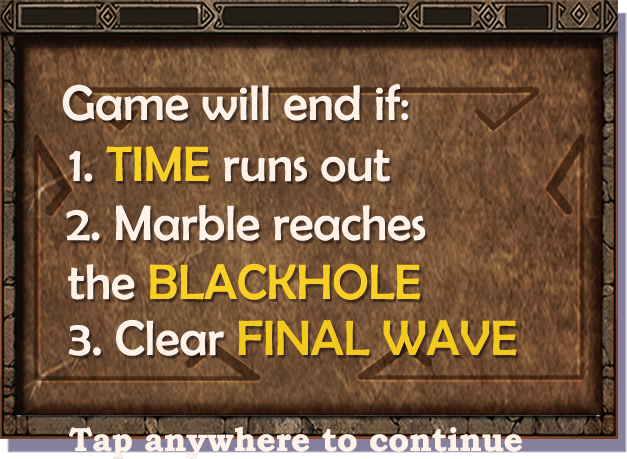 Game will end if:
1. TIME runs out
2. Marble reaches
the BLACKHOLE
3. Clear FINAL WAVE
Tap anywhere to continue